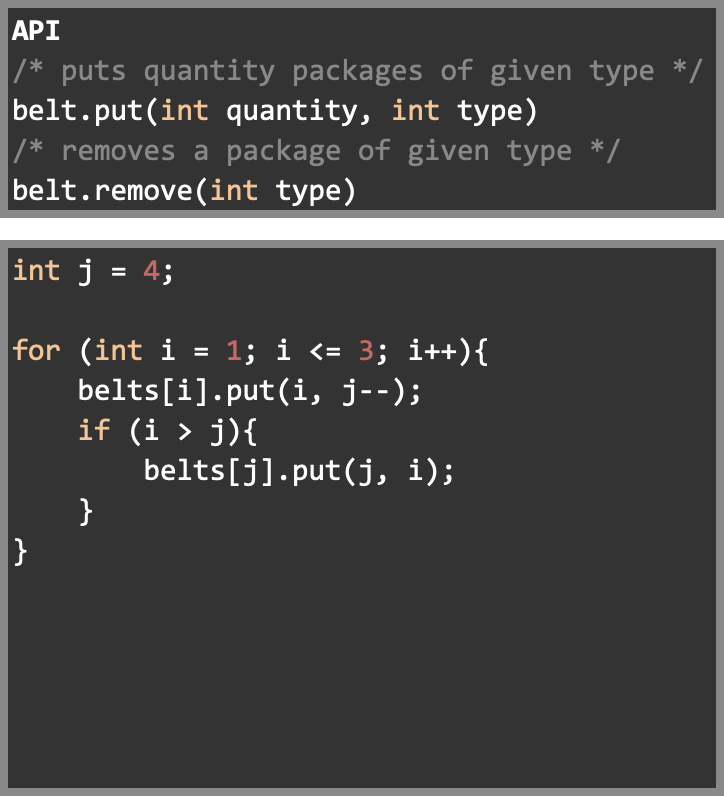 API
/* puts quantity packages of given type */
belt.put(int quantity, int type)
/* removes a package of given type */
belt.remove(int type)
int j = 4;
for (int i = 1; i <= 3; i++){
    belts[i].put(i, j--);
    if (i > j){
        belts[j].put(j, i);
    }
}